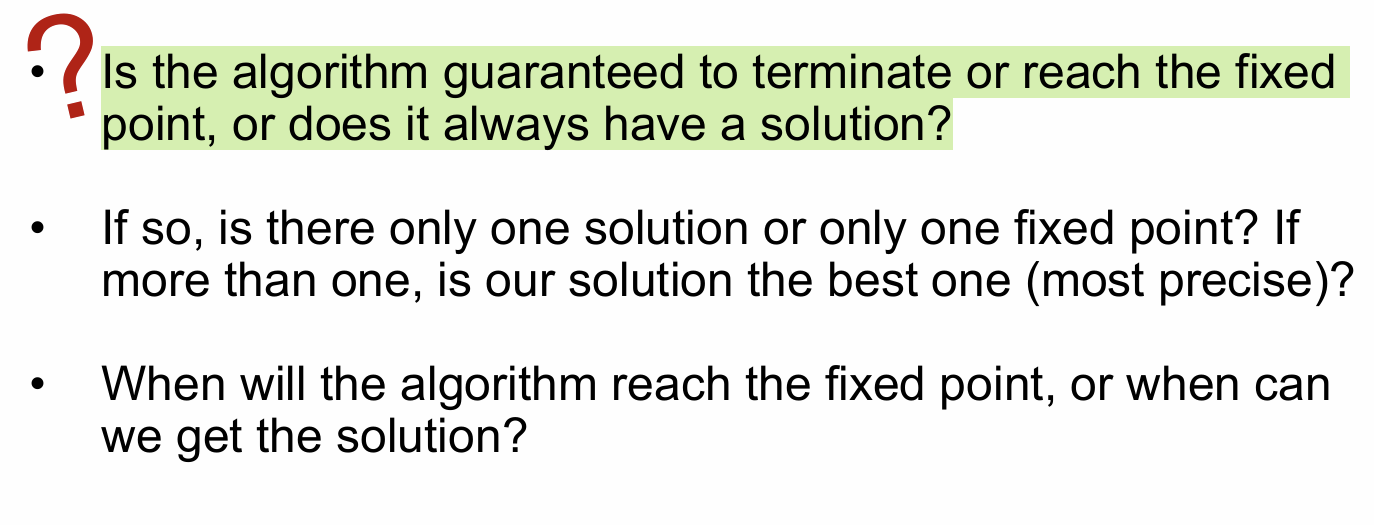 ?
• Is the algorithm guaranteed to terminate or reach the fixed
point, or does it always have a solution?
• If so, is there only one solution or only one fixed point? If
more than one, is our solution the best one (most precise)?
• When will the algorithm reach the fixed point, or when can
we get the solution?